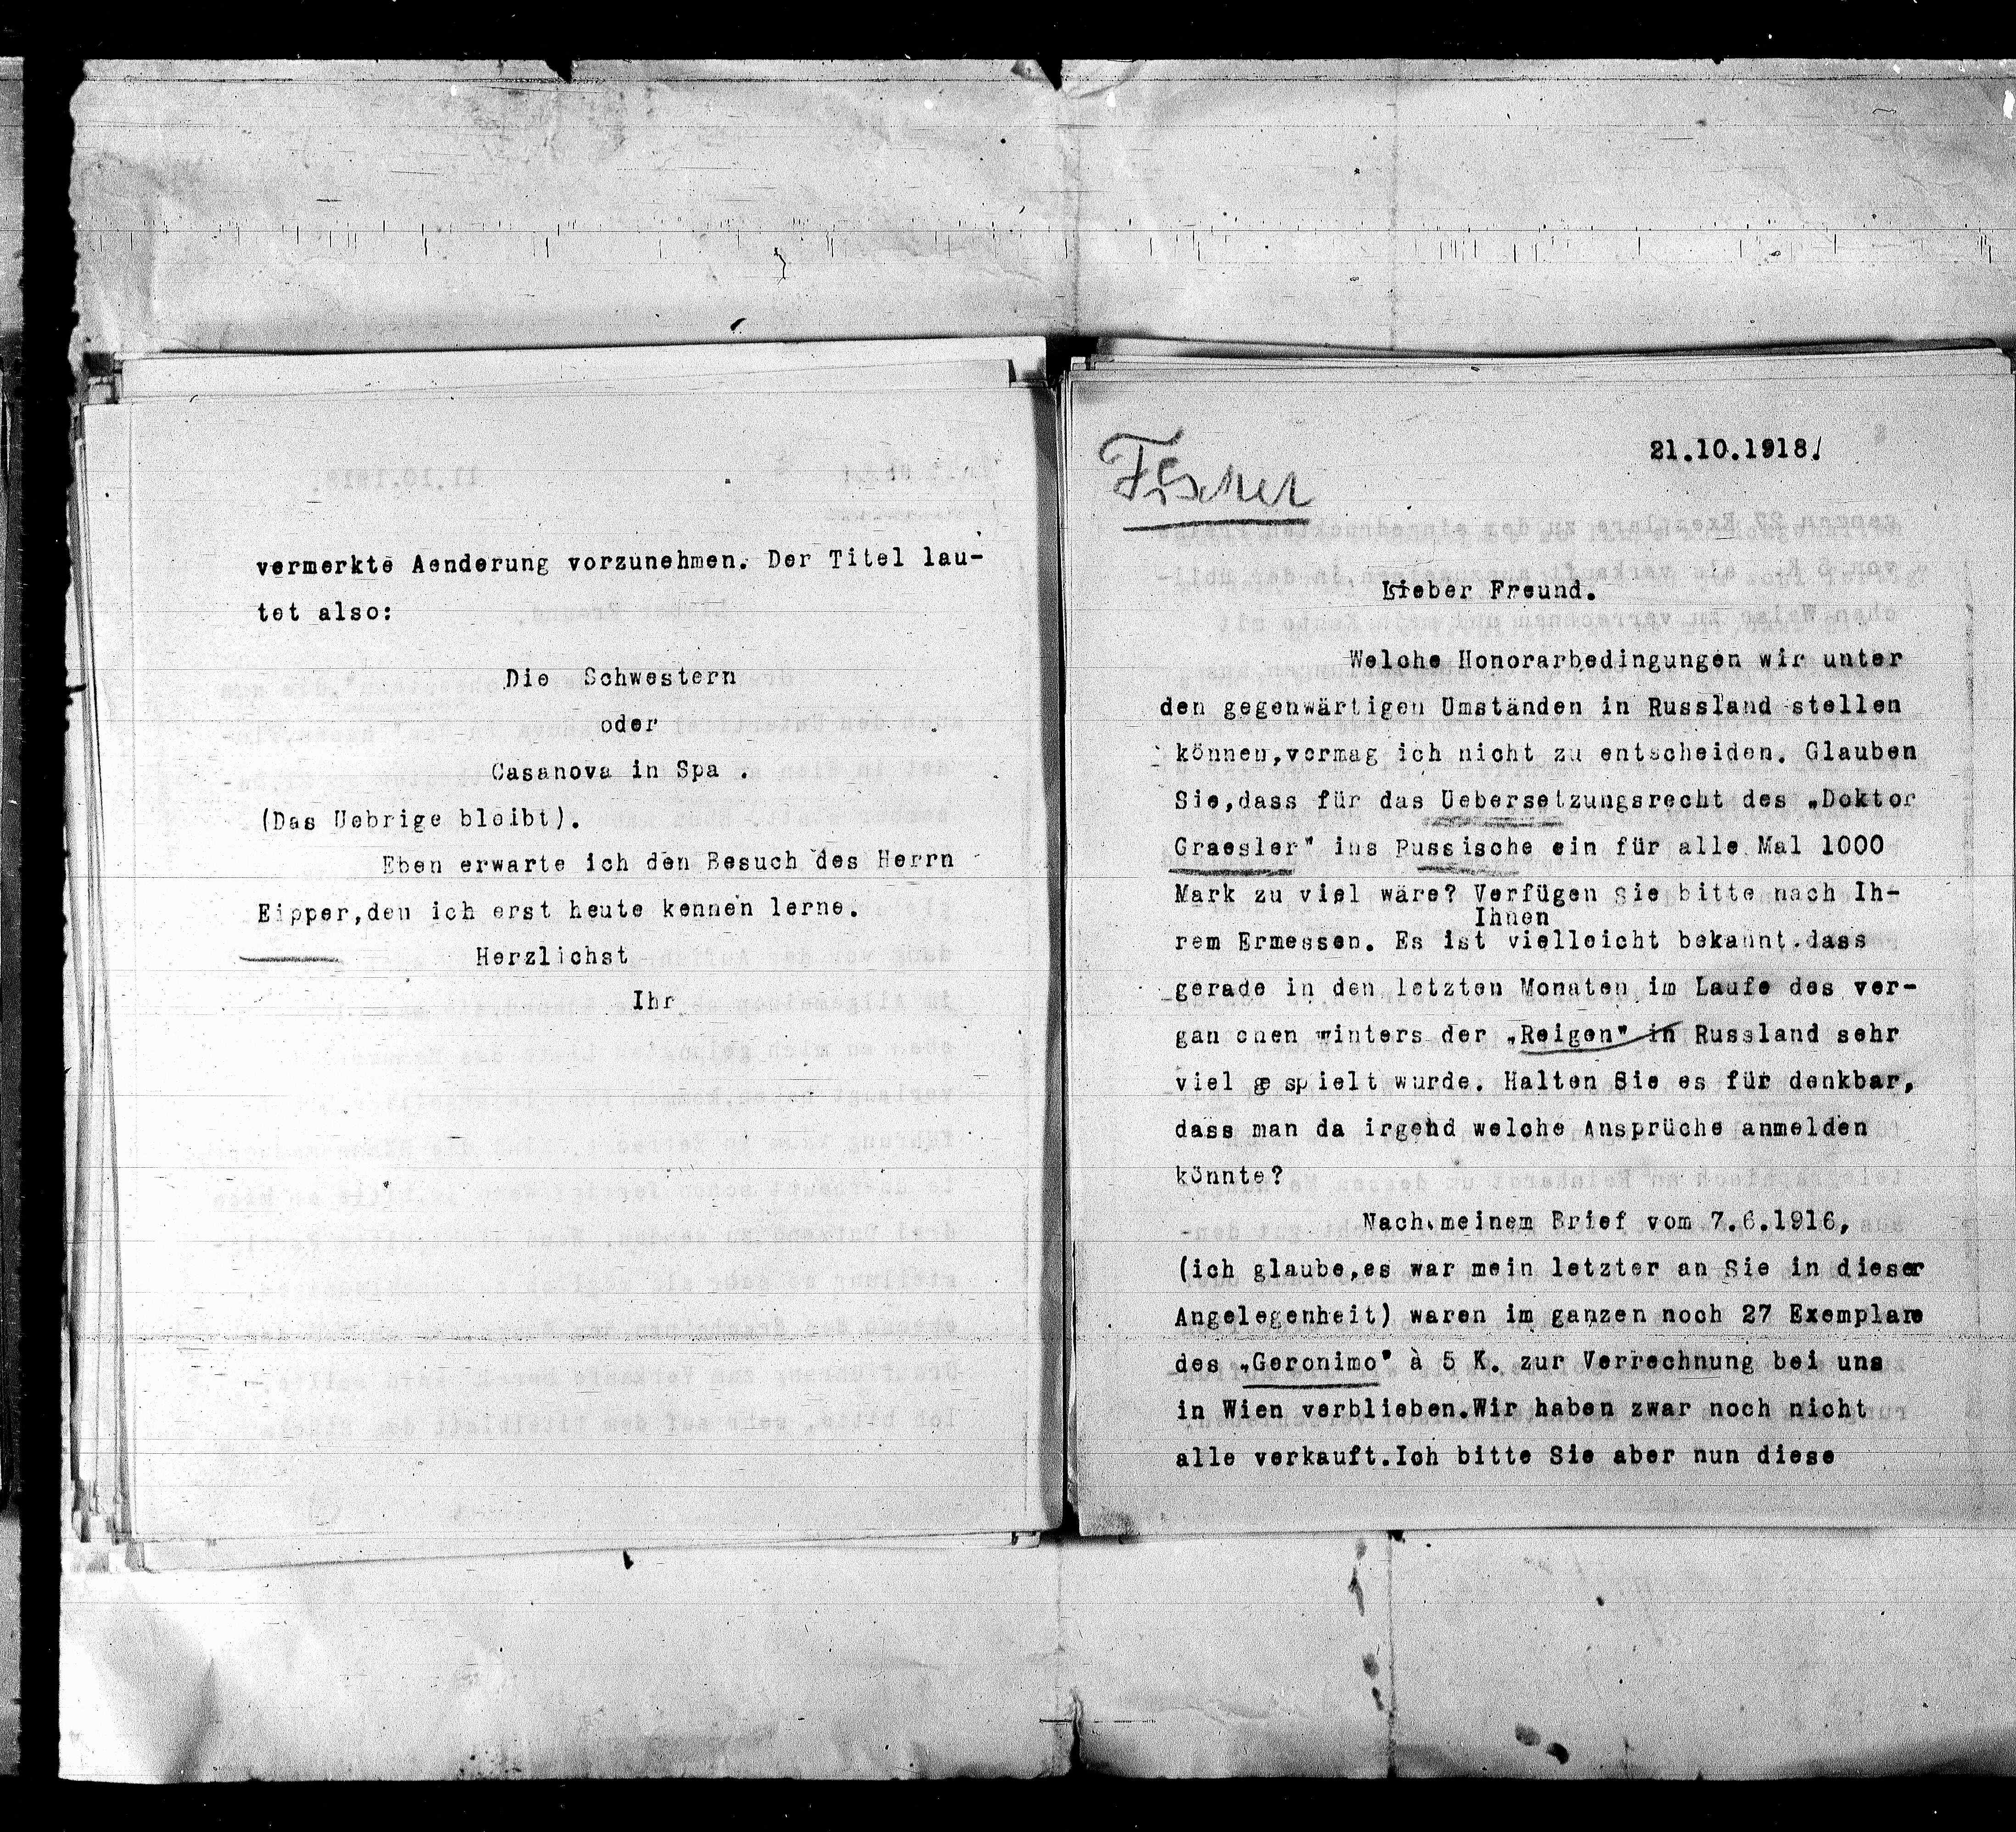 vermerkte Aenderung vorzunehmen. Der Titel lau-
tet also:
Die Schwestern
oder
Casanova in Spa .
(Das Uebrige bleibt).
Eben erwarte ich den Besuch des Herrn
Eipper,den ich erst heute kennen lerne.
Herzlichst
Ihr
Fischer
21.10.1918.
Lieber Freund.
Welche Honorarbedingungen wir unter
den gegenwärtigen Umständen in Russland stellen
können,vermag ich nicht zu entscheiden. Glauben
Sie,dass für das Uebersetzungsrecht des „Doktor
Graesler" ins Russische ein für alle Mal 1000
Mark zu viel wäre? Verfügen Sie bitte nach Ih-
Ihnen
rem Ermessen. Es ist vielleicht bekannt.dass
gerade in den letzten Monaten im Laufe des ver-
gan enen winters der „Reigen" in Russland sehr
viel ge spielt wurde. Halten Sie es für denkbar,
dass man da irgend welche Ansprüche anmelden
könnte?
Nach meinem Brief vom 7.6.1916,
(ich glaube,es war mein letzter an Sie in dieser
Angelegenheit) waren im ganzen noch 27 Exemplare
des „Geronimo" à 5 K. zur Verrechnung bei uns
in Wien verblieben.Wir haben zwar noch nicht
alle verkauft.Ich bitte Sie aber nun diese